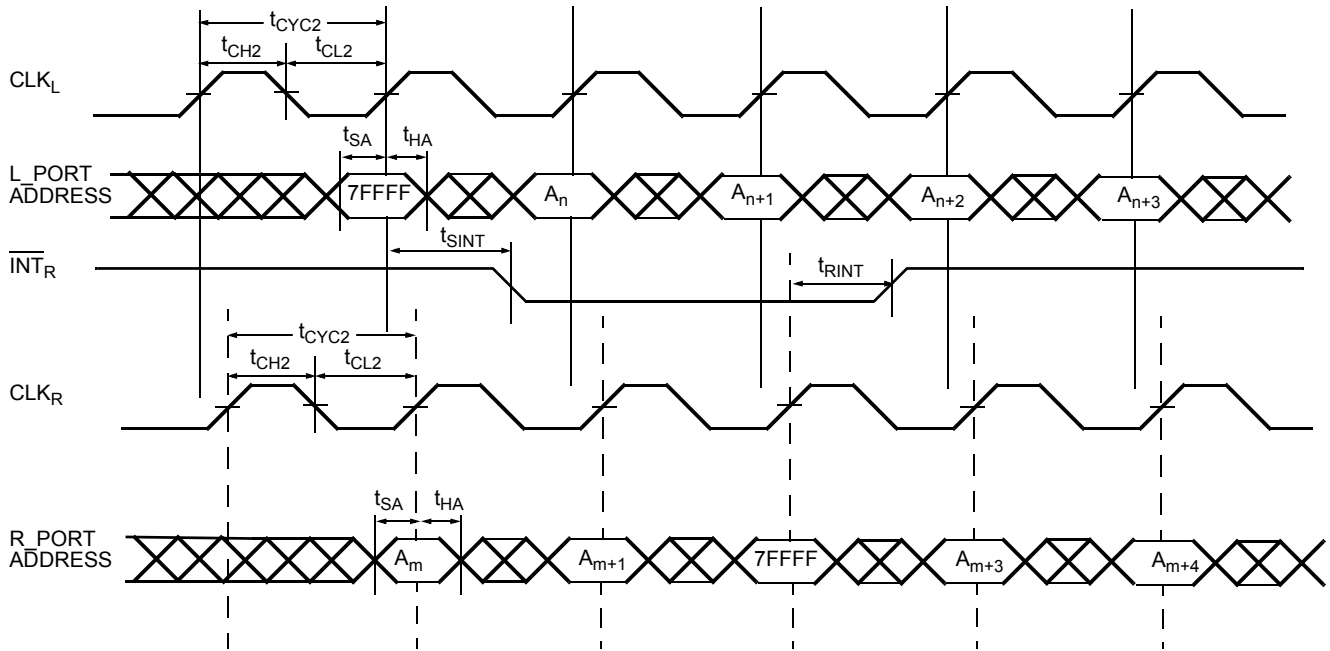 tCYC2
tCH2 tCL2
CLKL
tSA tHA
L_PORT
ADDRESS
7FFFF An An+1 An+2 An+3
tSINT
INTR
tRINT
tCYC2
tCH2 tCL2
CLKR
tSA tHA
R_PORT
ADDRESS
Am Am+1 7FFFF Am+3 Am+4